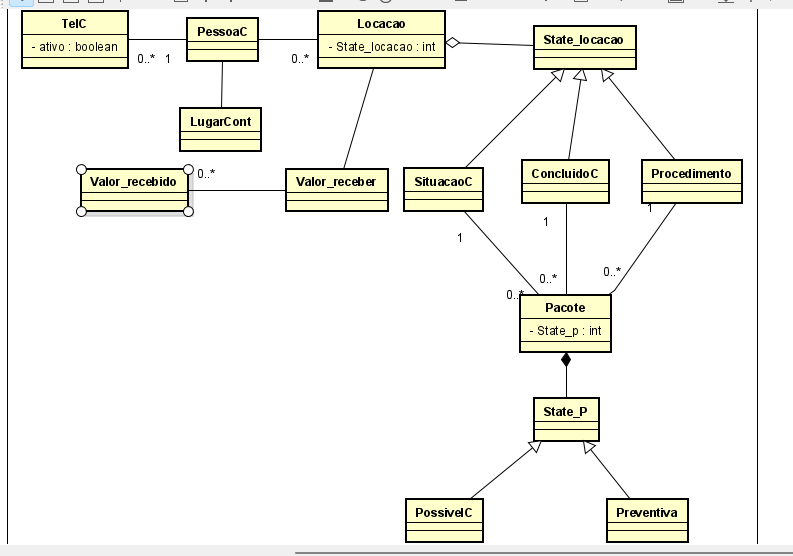 TelC
- ativo : boolean
0..*
1
PessoaC
0..*
Locacao
- State_locacao : int
State_locacao
LugarCont
Valor_recebido
0..*
Valor_receber
SituacaoC
ConcluidoC
Procedimento
1
1
1
0..*
0..*
0..*
Pacote
- State_p : int
State_P
PossivelC
Preventiva